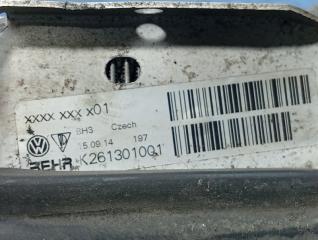 xxxx xxx x01
BH3 Czech
15.09.14 197
BEHR K261301001